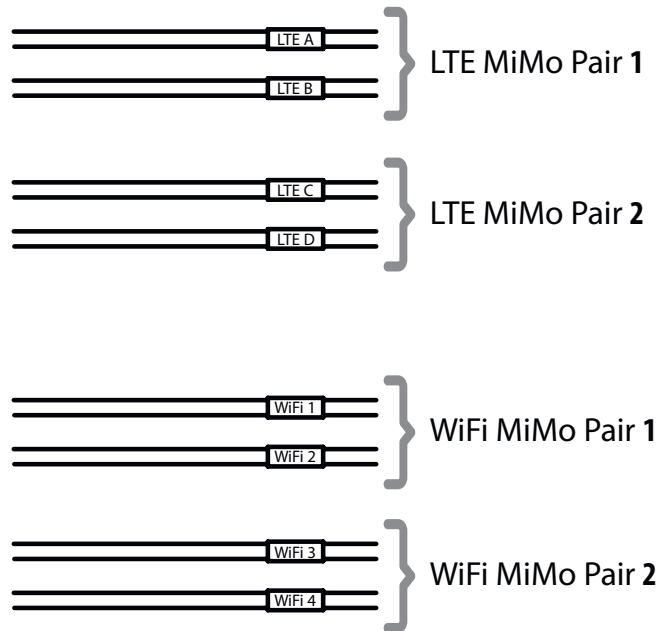 LTE A
LTE B
LTE MiMo Pair 1
LTE C
LTE D
LTE MiMo Pair 2
WiFi 1
WiFi 2
WiFi MiMo Pair 1
WiFi 3
WiFi 4
WiFi MiMo Pair 2